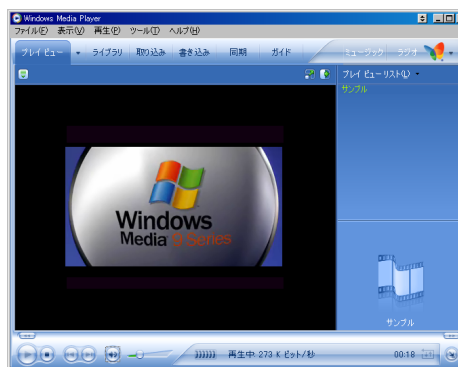 Windows Media Player
ファイル(F) 表示(V) 再生(P) ツール(T) ヘルプ(H)
プレイ ビュー ライブラリ 取り込み 書き込み 同期 ガイド ミュージック ラジオ
プレイ ビュー リスト(L)
サンプル
Windows
Media 9 Series
サンプル
再生中: 273 K ビット/秒 00:18